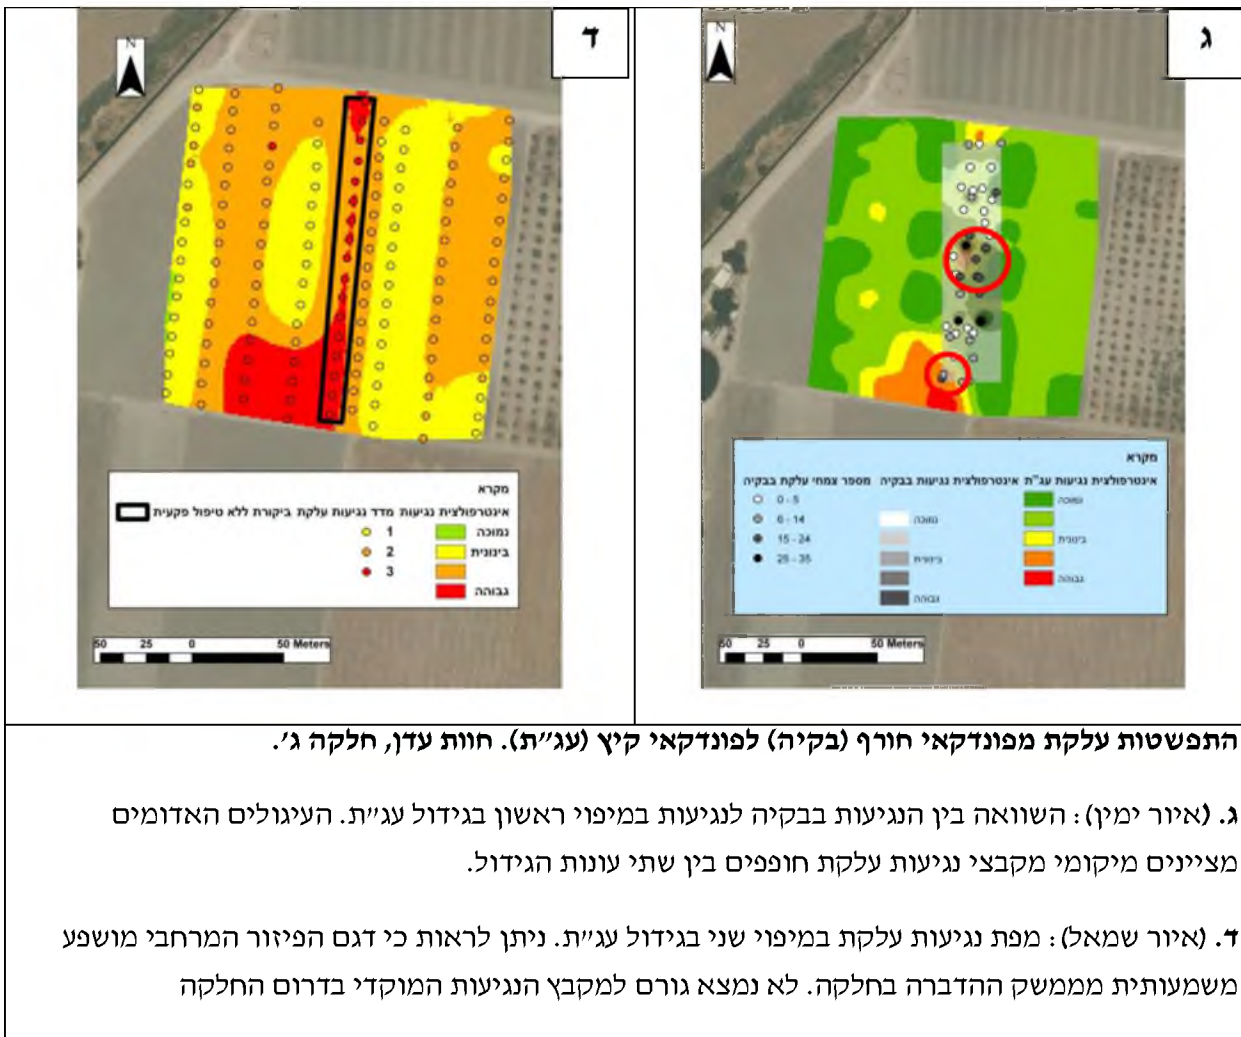 ג
N
מקרא
אינטרפולצית נגיעות עג"ת אינטרפולצית נגיעות בבקיה מספר צמחי עלקת בבקיה
נמוכה
בינונית
גבוהה
נמוכה
בינונית
גבוהה
0 - 5
6 - 14
15 - 24
25 - 35
50 25 0 50 Meters
ד
N
מקרא
אינטרפולצית נגיעות מדד נגיעות עלקת ביקורת ללא טיפול פקעית
נמוכה
בינונית
גבוהה
1
2
3
50 25 0 50 Meters
התפשטות עלקת מפונדקאי חורף (בקיה) לפונדקאי קיץ (עג״ת). חוות עדן, חלקה ג׳.
ג. (איור ימין): השוואה בין הנגיעות בבקיה לנגיעות במיפוי ראשון בגידול עג״ת. העיגולים האדומים
מציינים מיקומי מקבצי נגיעות עלקת חופפים בין שתי עונות הגידול.
ד. (איור שמאל): מפת נגיעות עלקת במיפוי שני בגידול עג״ת. ניתן לראות כי דגם הפיזור המרחבי מושפע
משמעותית מממשק ההדברה בחלקה. לא נמצא גורם למקבץ הנגיעות המוקדי בדרום החלקה